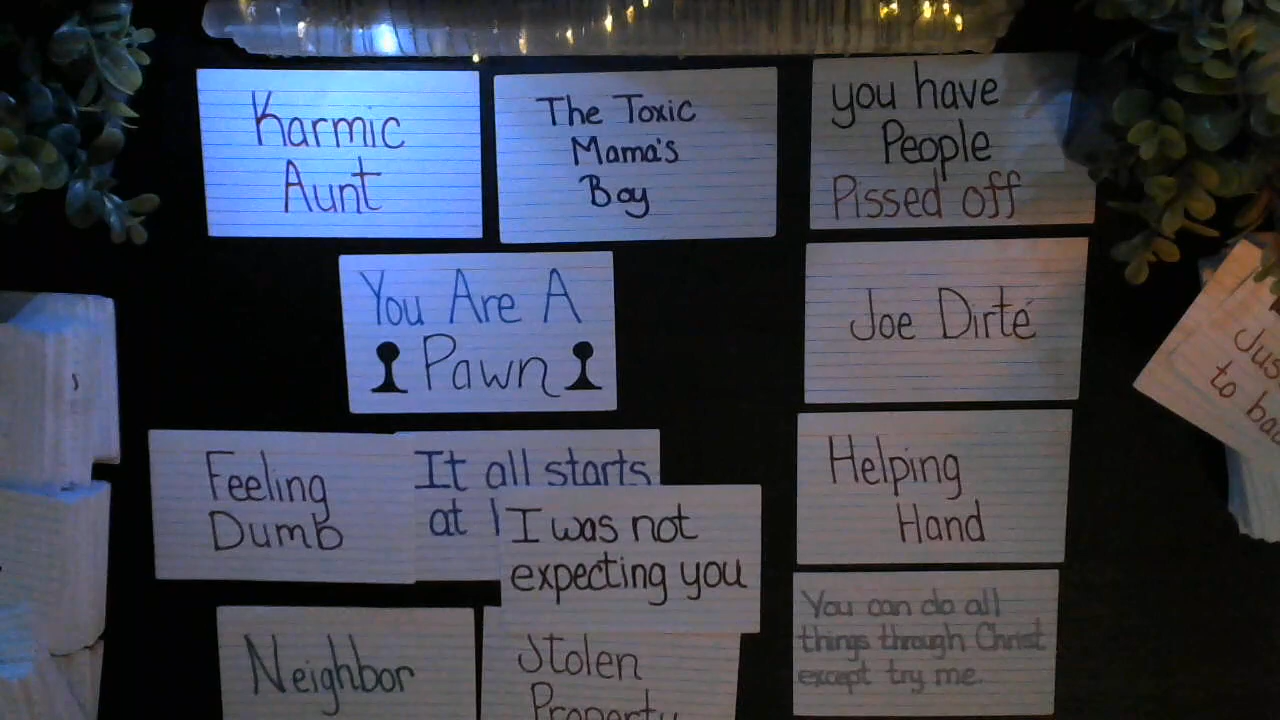 Karmic
Aunt
The Toxic
Mama's
Boy
you have
People
Pissed off
You Are A
Pawn
Joe Dirté
Feeling
Dumb
It all starts
at
I was not
expecting you
Helping
Hand
Neighbor
Stolen
Property
You can do all
things through Christ
except try me.
to